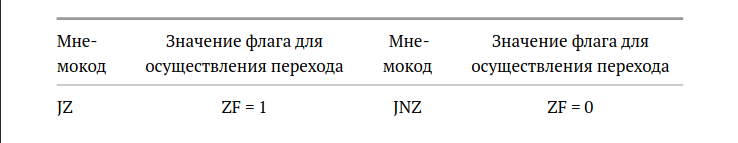 Мне- Значение флага для Мне- Значение флага для
мокод осуществления перехода мокод осуществления перехода
JZ ZF = 1 JNZ ZF = 0